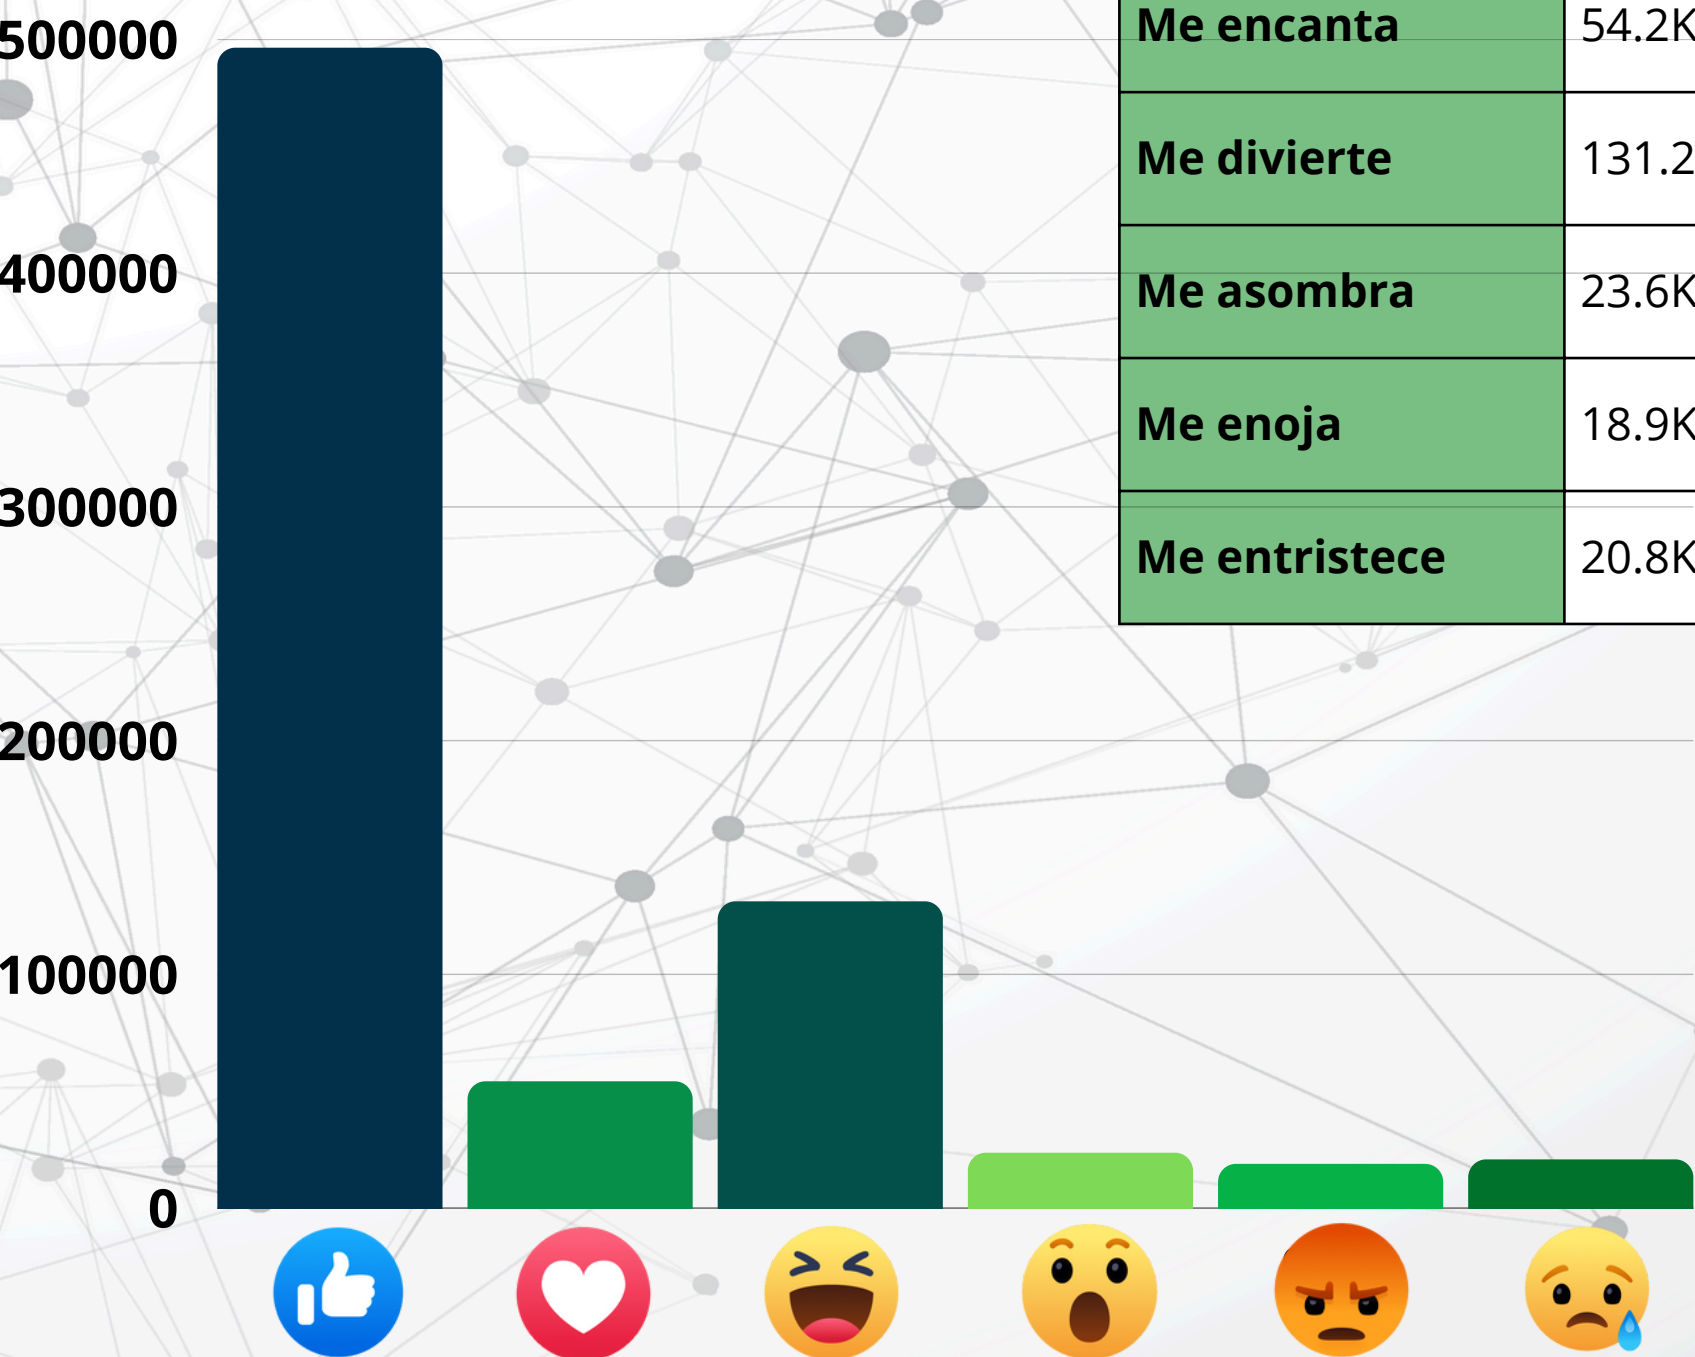 500000
400000
300000
200000
100000
0
Me encanta 54.2K
Me divierte 131.2
Me asombra 23.6K
Me enoja 18.9K
Me entristece 20.8K